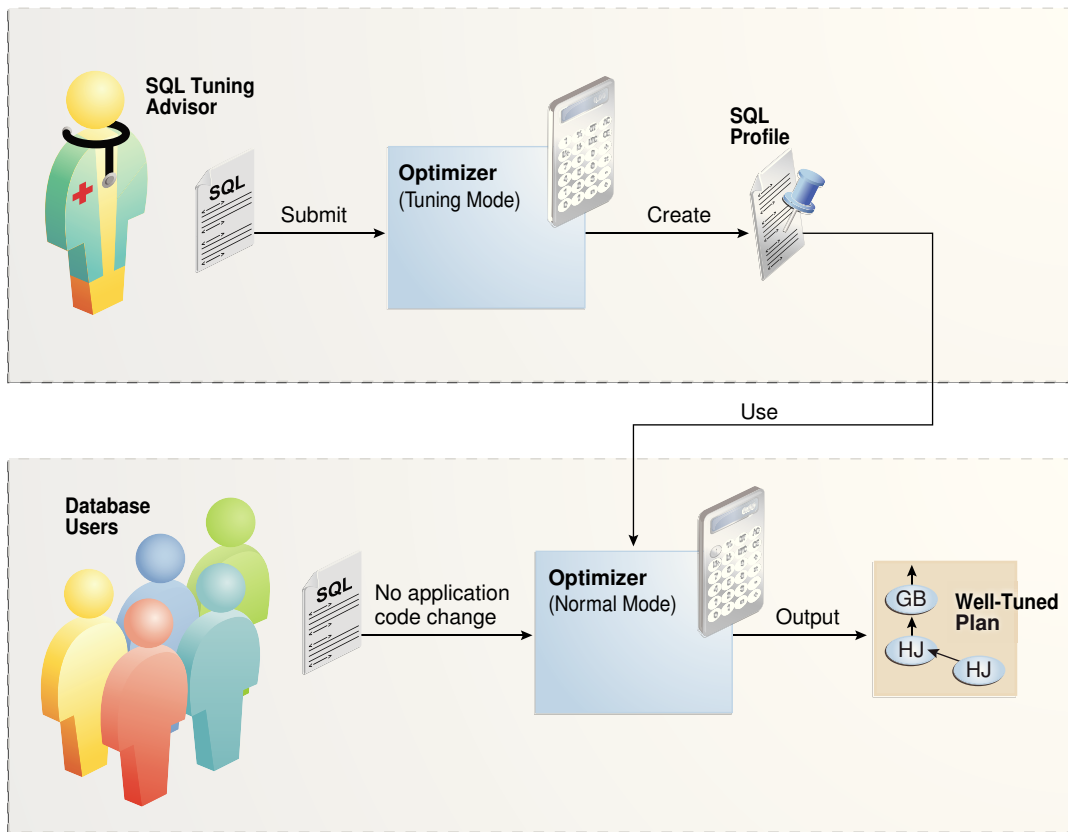 SQL Tuning
Advisor
SQL
Submit
Optimizer
(Tuning Mode)
Create
SQL
Profile
Use
Database
Users
SQL
No application
code change
Optimizer
(Normal Mode)
Output
GB
HJ
HJ
Well-Tuned
Plan